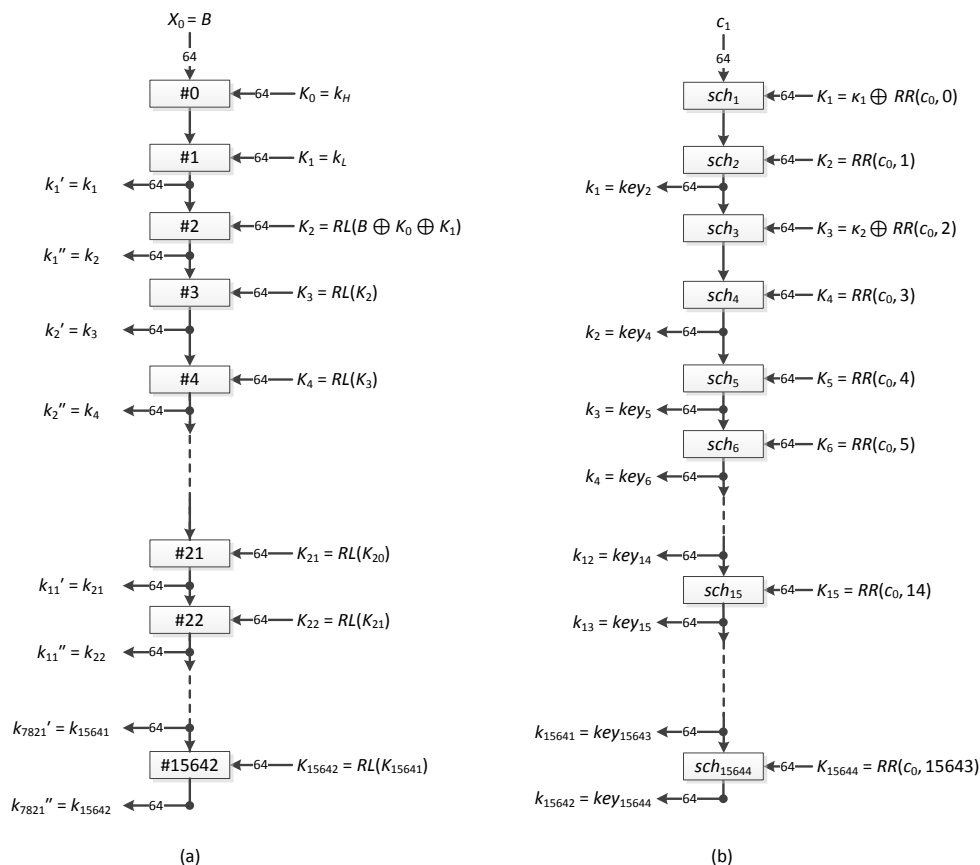 X₀ = B
64
#0
64
K₀ = k_H
#1
64
K₁ = k_L
k₁′ = k₁
64
#2
64
K₂ = RL(B ⊕ K₀ ⊕ K₁)
k₁″ = k₂
64
#3
64
K₃ = RL(K₂)
k₂′ = k₃
64
#4
64
K₄ = RL(K₃)
k₂″ = k₄
64
#21
64
K₂₁ = RL(K₂₀)
k₁₁′ = k₂₁
64
#22
64
K₂₂ = RL(K₂₁)
k₁₁″ = k₂₂
64
k₇₈₂₁′ = k₁₅₆₄₁
64
#15642
64
K₁₅₆₄₂ = RL(K₁₅₆₄₁)
k₇₈₂₁″ = k₁₅₆₄₂
64
(a)
c₁
64
sch₁
64
K₁ = κ₁ ⊕ RR(c₀, 0)
sch₂
64
K₂ = RR(c₀, 1)
k₁ = key₂
64
sch₃
64
K₃ = κ₂ ⊕ RR(c₀, 2)
sch₄
64
K₄ = RR(c₀, 3)
k₂ = key₄
64
sch₅
64
K₅ = RR(c₀, 4)
k₃ = key₅
64
sch₆
64
K₆ = RR(c₀, 5)
k₄ = key₆
64
k₁₂ = key₁₄
64
sch₁₅
64
K₁₅ = RR(c₀, 14)
k₁₃ = key₁₅
64
k₁₅₆₄₁ = key₁₅₆₄₃
64
sch₁₅₆₄₄
64
K₁₅₆₄₄ = RR(c₀, 15643)
k₁₅₆₄₂ = key₁₅₆₄₄
64
(b)